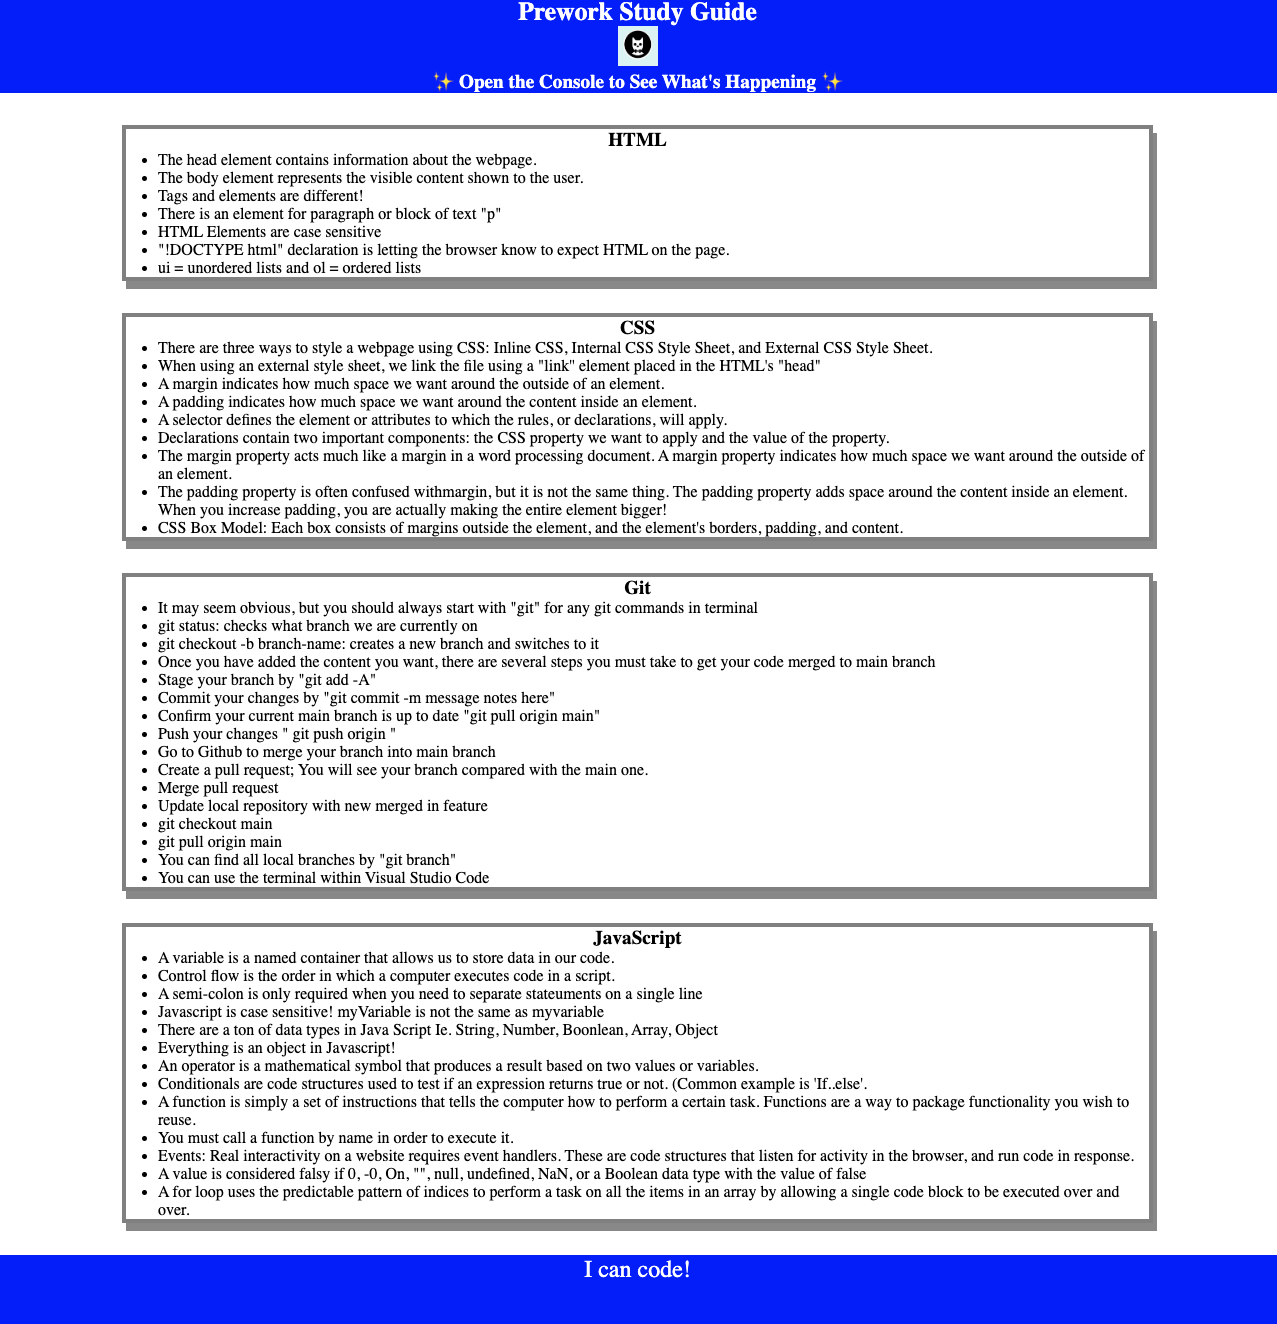 Prework Study Guide
✨ Open the Console to See What's Happening ✨
HTML
• The head element contains information about the webpage.
• The body element represents the visible content shown to the user.
• Tags and elements are different!
• There is an element for paragraph or block of text "p"
• HTML Elements are case sensitive
• "!DOCTYPE html" declaration is letting the browser know to expect HTML on the page.
• ui = unordered lists and ol = ordered lists
CSS
• There are three ways to style a webpage using CSS: Inline CSS, Internal CSS Style Sheet, and External CSS Style Sheet.
• When using an external style sheet, we link the file using a "link" element placed in the HTML's "head"
• A margin indicates how much space we want around the outside of an element.
• A padding indicates how much space we want around the content inside an element.
• A selector defines the element or attributes to which the rules, or declarations, will apply.
• Declarations contain two important components: the CSS property we want to apply and the value of the property.
• The margin property acts much like a margin in a word processing document. A margin property indicates how much space we want around the outside of
an element.
• The padding property is often confused withmargin, but it is not the same thing. The padding property adds space around the content inside an element.
When you increase padding, you are actually making the entire element bigger!
• CSS Box Model: Each box consists of margins outside the element, and the element's borders, padding, and content.
Git
• It may seem obvious, but you should always start with "git" for any git commands in terminal
• git status: checks what branch we are currently on
• git checkout -b branch-name: creates a new branch and switches to it
• Once you have added the content you want, there are several steps you must take to get your code merged to main branch
• Stage your branch by "git add -A"
• Commit your changes by "git commit -m message notes here"
• Confirm your current main branch is up to date "git pull origin main"
• Push your changes " git push origin "
• Go to Github to merge your branch into main branch
• Create a pull request; You will see your branch compared with the main one.
• Merge pull request
• Update local repository with new merged in feature
• git checkout main
• git pull origin main
• You can find all local branches by "git branch"
• You can use the terminal within Visual Studio Code
JavaScript
• A variable is a named container that allows us to store data in our code.
• Control flow is the order in which a computer executes code in a script.
• A semi-colon is only required when you need to separate stateuments on a single line
• Javascript is case sensitive! myVariable is not the same as myvariable
• There are a ton of data types in Java Script Ie. String, Number, Boonlean, Array, Object
• Everything is an object in Javascript!
• An operator is a mathematical symbol that produces a result based on two values or variables.
• Conditionals are code structures used to test if an expression returns true or not. (Common example is 'If..else'.
• A function is simply a set of instructions that tells the computer how to perform a certain task. Functions are a way to package functionality you wish to
reuse.
• You must call a function by name in order to execute it.
• Events: Real interactivity on a website requires event handlers. These are code structures that listen for activity in the browser, and run code in response.
• A value is considered falsy if 0, -0, On, "", null, undefined, NaN, or a Boolean data type with the value of false
• A for loop uses the predictable pattern of indices to perform a task on all the items in an array by allowing a single code block to be executed over and
over.
I can code!